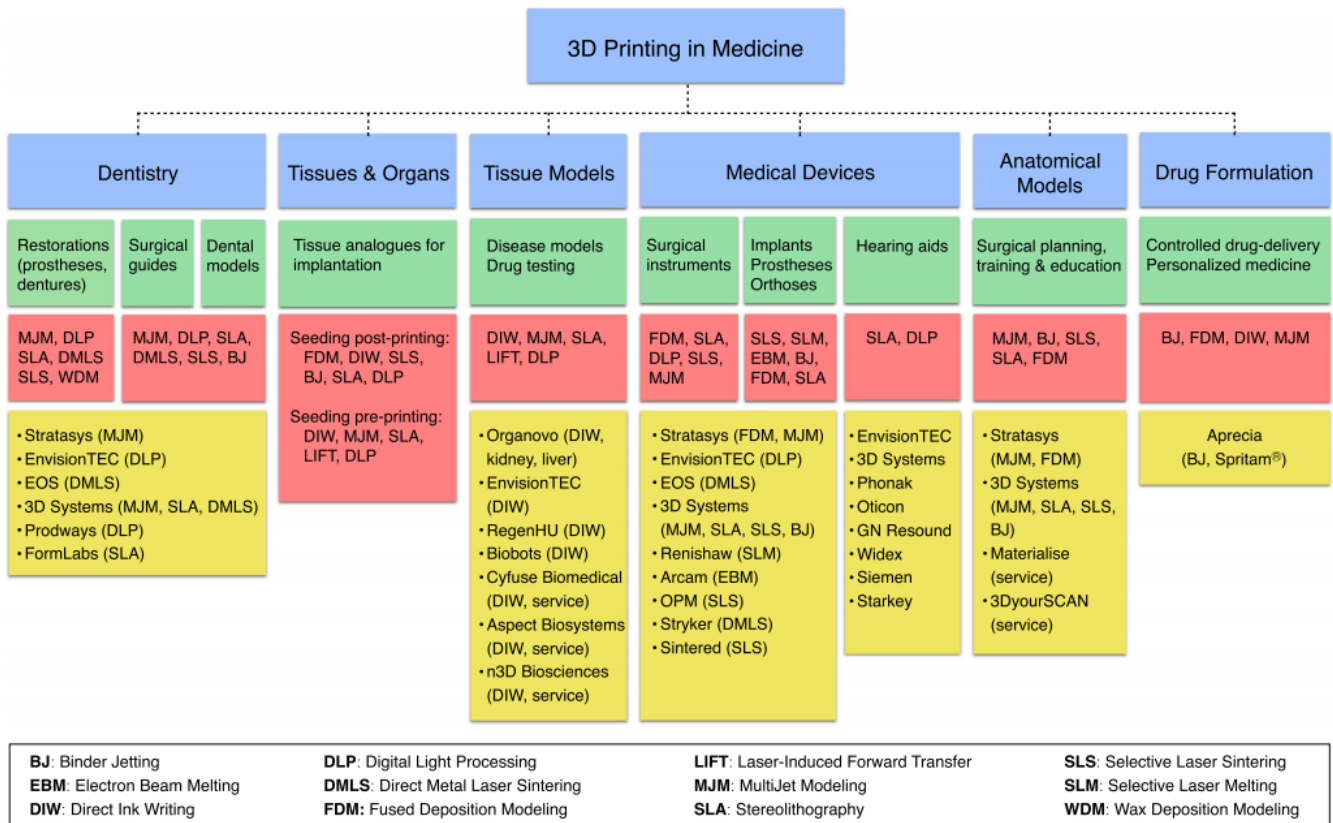 3D Printing in Medicine
Dentistry
Tissues & Organs
Tissue Models
Medical Devices
Anatomical
Models
Drug Formulation
Restorations
(prostheses,
dentures)
Surgical
guides
Dental
models
Tissue analogues for
implantation
Disease models
Drug testing
Surgical
instruments
Implants
Prostheses
Orthoses
Hearing aids
Surgical planning,
training & education
Controlled drug-delivery
Personalized medicine
MJM, DLP
SLA, DMLS
SLS, WDM
MJM, DLP, SLA,
DMLS, SLS, BJ
Seeding post-printing:
FDM, DIW, SLS,
BJ, SLA, DLP
Seeding pre-printing:
DIW, MJM, SLA,
LIFT, DLP
DIW, MJM, SLA,
LIFT, DLP
FDM, SLA,
DLP, SLS,
MJM
SLS, SLM,
EBM, BJ,
FDM, SLA
SLA, DLP
MJM, BJ, SLS,
SLA, FDM
BJ, FDM, DIW, MJM
• Stratasys (MJM)
• EnvisionTEC (DLP)
• EOS (DMLS)
• 3D Systems (MJM, SLA, DMLS)
• Prodways (DLP)
• FormLabs (SLA)
• Organovo (DIW,
kidney, liver)
• EnvisionTEC
(DIW)
• RegenHU (DIW)
• Biobots (DIW)
• Cyfuse Biomedical
(DIW, service)
• Aspect Biosystems
(DIW, service)
• n3D Biosciences
(DIW, service)
• Stratasys (FDM, MJM)
• EnvisionTEC (DLP)
• EOS (DMLS)
• 3D Systems
(MJM, SLA, SLS, BJ)
• Renishaw (SLM)
• Arcam (EBM)
• OPM (SLS)
• Stryker (DMLS)
• Sintered (SLS)
• EnvisionTEC
• 3D Systems
• Phonak
• Oticon
• GN Resound
• Widex
• Siemen
• Starkey
• Stratasys
(MJM, FDM)
• 3D Systems
(MJM, SLA, SLS,
BJ)
• Materialise
(service)
• 3DyourSCAN
(service)
Aprecia
(BJ, Spritam®)
BJ: Binder Jetting
EBM: Electron Beam Melting
DIW: Direct Ink Writing
DLP: Digital Light Processing
DMLS: Direct Metal Laser Sintering
FDM: Fused Deposition Modeling
LIFT: Laser-Induced Forward Transfer
MJM: MultiJet Modeling
SLA: Stereolithography
SLS: Selective Laser Sintering
SLM: Selective Laser Melting
WDM: Wax Deposition Modeling